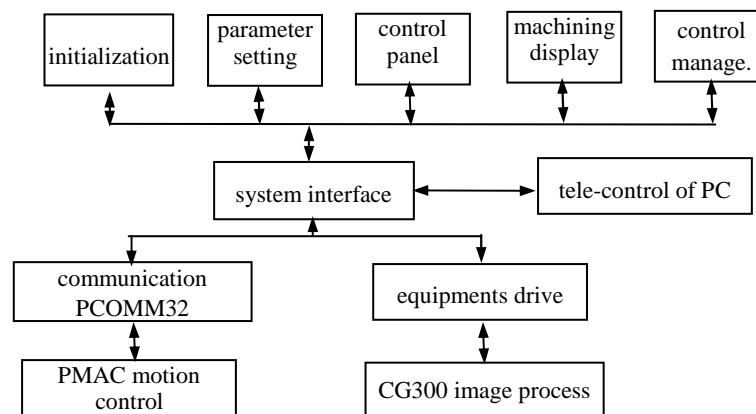 initialization
parameter
setting
control
panel
machining
display
control
manage.
system interface
tele-control of PC
communication
PCOMM32
equipments drive
PMAC motion
control
CG300 image process